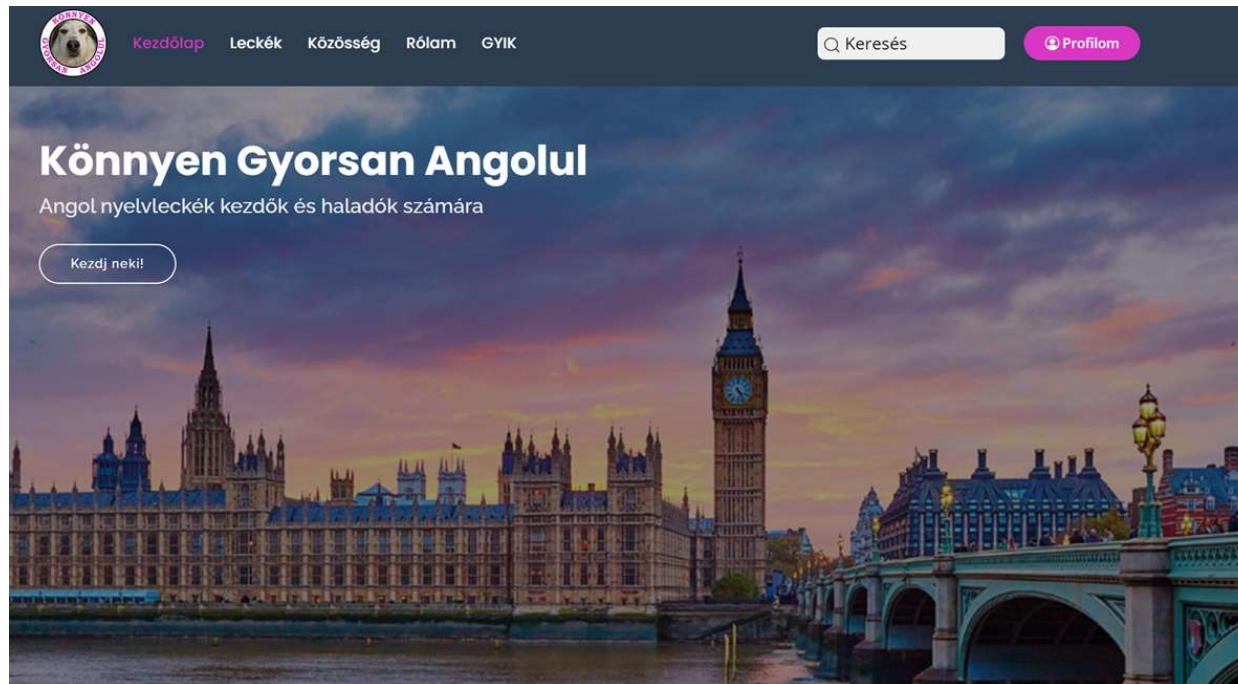 KÖNNYEN
GYORSAN ANGOLUL
Kezdőlap Leckék Közösség Rólam GYIK
Keresés
Profilom
Könnyen Gyorsan Angolul
Angol nyelvleckék kezdők és haladók számára
Kezdj neki!